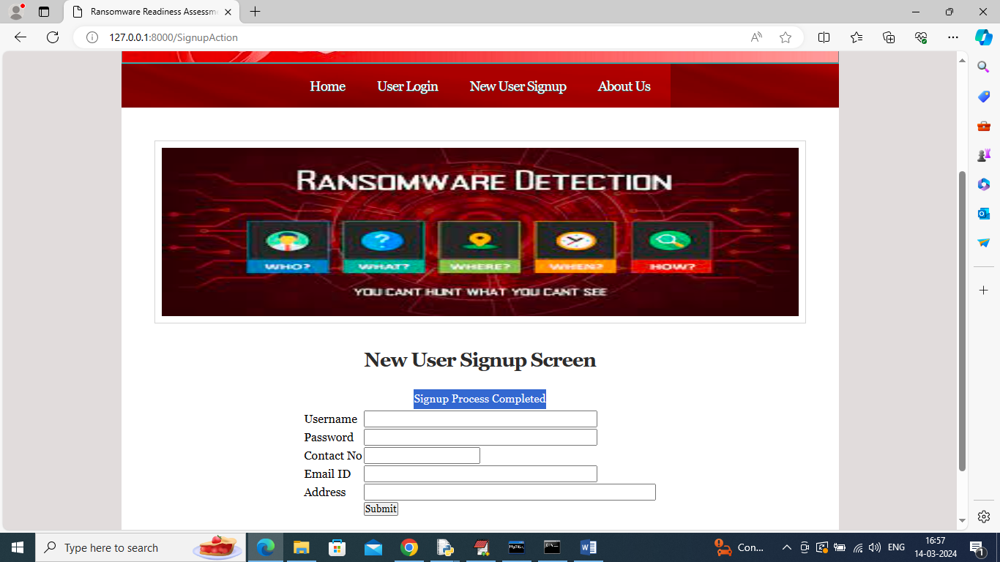 Ransomware Readiness Assessm
127.0.0.1:8000/SignupAction
Home User Login New User Signup About Us
RANSOMWARE DETECTION
WHO? WHAT? WHERE? WHEN? HOW?
YOU CANT HUNT WHAT YOU CANT SEE
New User Signup Screen
Signup Process Completed
Username
Password
Contact No
Email ID
Address
Submit
Type here to search
Con...
ENG
16:57
14-03-2024
1